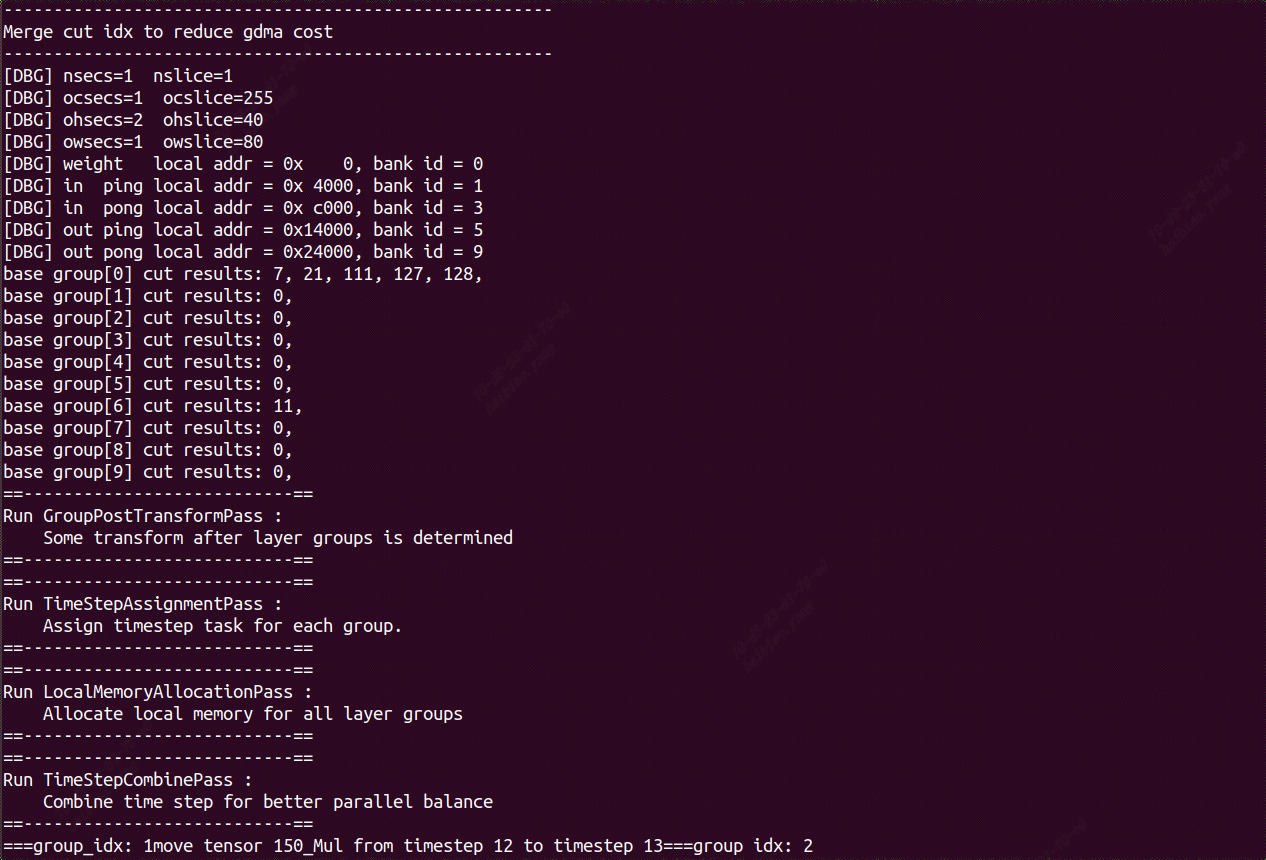 -------------------------------------------------------
Merge cut idx to reduce gdma cost
-------------------------------------------------------
[DBG] nsecs=1  nslice=1
[DBG] ocsecs=1  ocslice=255
[DBG] ohsecs=2  ohslice=40
[DBG] owsecs=1  owslice=80
[DBG] weight   local addr = 0x    0, bank id = 0
[DBG] in  ping local addr = 0x 4000, bank id = 1
[DBG] in  pong local addr = 0x c000, bank id = 3
[DBG] out ping local addr = 0x14000, bank id = 5
[DBG] out pong local addr = 0x24000, bank id = 9
base group[0] cut results: 7, 21, 111, 127, 128,
base group[1] cut results: 0,
base group[2] cut results: 0,
base group[3] cut results: 0,
base group[4] cut results: 0,
base group[5] cut results: 0,
base group[6] cut results: 11,
base group[7] cut results: 0,
base group[8] cut results: 0,
base group[9] cut results: 0,
==---------------------------==
Run GroupPostTransformPass :
    Some transform after layer groups is determined
==---------------------------==
==---------------------------==
Run TimeStepAssignmentPass :
    Assign timestep task for each group.
==---------------------------==
==---------------------------==
Run LocalMemoryAllocationPass :
    Allocate local memory for all layer groups
==---------------------------==
==---------------------------==
Run TimeStepCombinePass :
    Combine time step for better parallel balance
==---------------------------==
===group_idx: 1move tensor 150_Mul from timestep 12 to timestep 13===group idx: 2